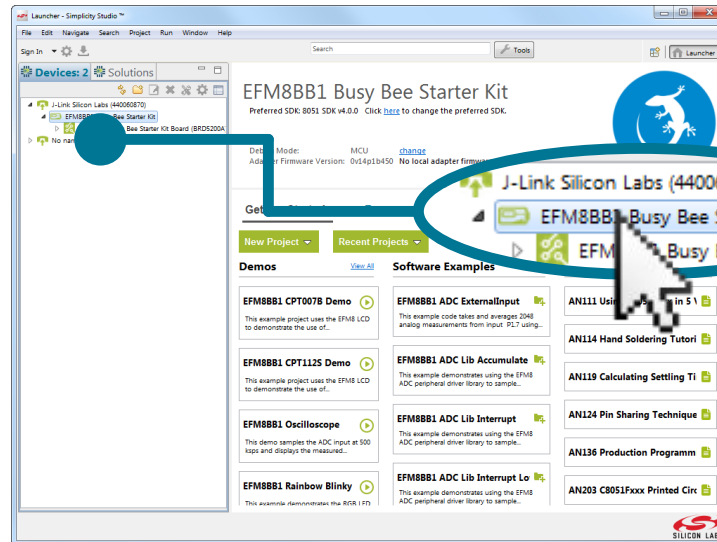 Launcher - Simplicity Studio ™
File Edit Navigate Search Project Run Window Help
Sign In
Search
Tools
Launcher
Devices: 2
Solutions
J-Link Silicon Labs (440060870)
EFM8BB Bee Starter Kit
Bee Starter Kit Board (BRD5200A
No nam
EFM8BB1 Busy Bee Starter Kit
Preferred SDK: 8051 SDK v4.0.0 Click here to change the preferred SDK.
Mode: MCU change
Adapter Firmware Version: 0v14p1b450 No local adapter firmw
J-Link Silicon Labs (44006
EFM8BB1 Busy Bee S
EFM Busy
New Project
Recent Projects
Demos
View All
Software Examples
EFM8BB1 CPT007B Demo
This example project uses the EFM8 LCD
to demonstrate the use of...
EFM8BB1 CPT112S Demo
This example project uses the EFM8 LCD
to demonstrate the use of...
EFM8BB1 Oscilloscope
This demo samples the ADC input at 500
ksps and displays the measured...
EFM8BB1 Rainbow Blinky
This example demonstrates the RGB LED
EFM8BB1 ADC ExternalInput
This example code takes and averages 2048
analog measurements from input P1.7 using...
EFM8BB1 ADC Lib Accumulate
This example demonstrates using the EFM8
ADC peripheral driver library to sample...
EFM8BB1 ADC Lib Interrupt
This example demonstrates using the EFM8
ADC peripheral driver library to sample...
EFM8BB1 ADC Lib Interrupt Lo
This example demonstrates using the EFM8
ADC peripheral driver library to sample...
AN111 Usin in 5 V
AN114 Hand Soldering Tutori
AN119 Calculating Settling Ti
AN124 Pin Sharing Technique
AN136 Production Programm
AN203 C8051Fxxx Printed Circ
SILICON LAB